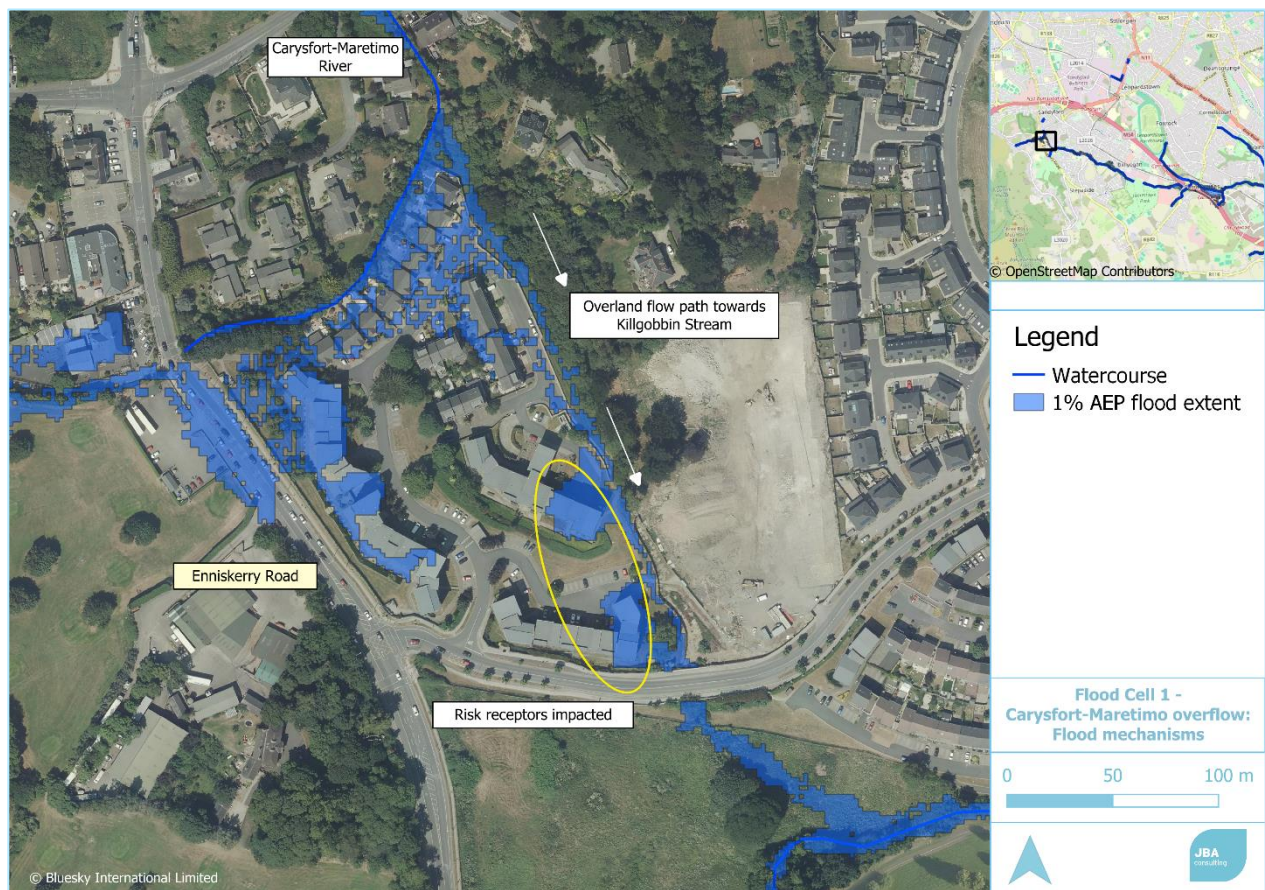 Carysfort-Maretimo
River
Overland flow path towards
Killgobbin Stream
Enniskerry Road
Risk receptors impacted
© Bluesky International Limited
© OpenStreetMap Contributors
Legend
Watercourse
1% AEP flood extent
Flood Cell 1 -
Carysfort-Maretimo overflow:
Flood mechanisms
0 50 100 m
JBA
consulting